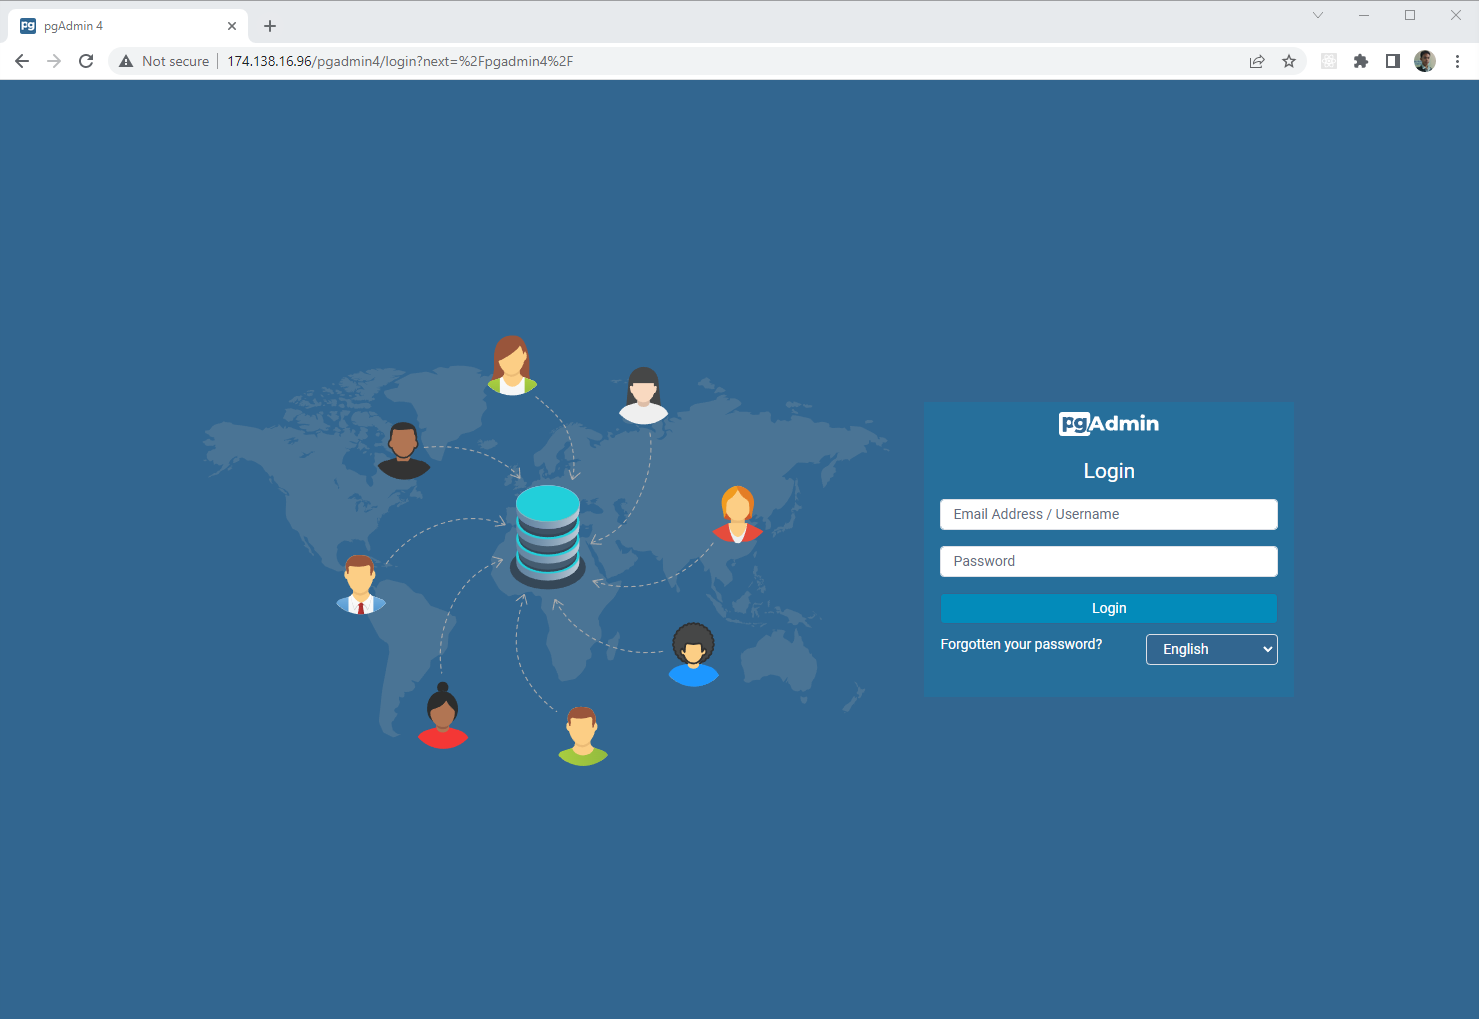 pg pgAdmin 4
Not secure 174.138.16.96/pgadmin4/login?next=%2Fpgadmin4%2F
pgAdmin
Login
Email Address / Username
Password
Login
Forgotten your password? English